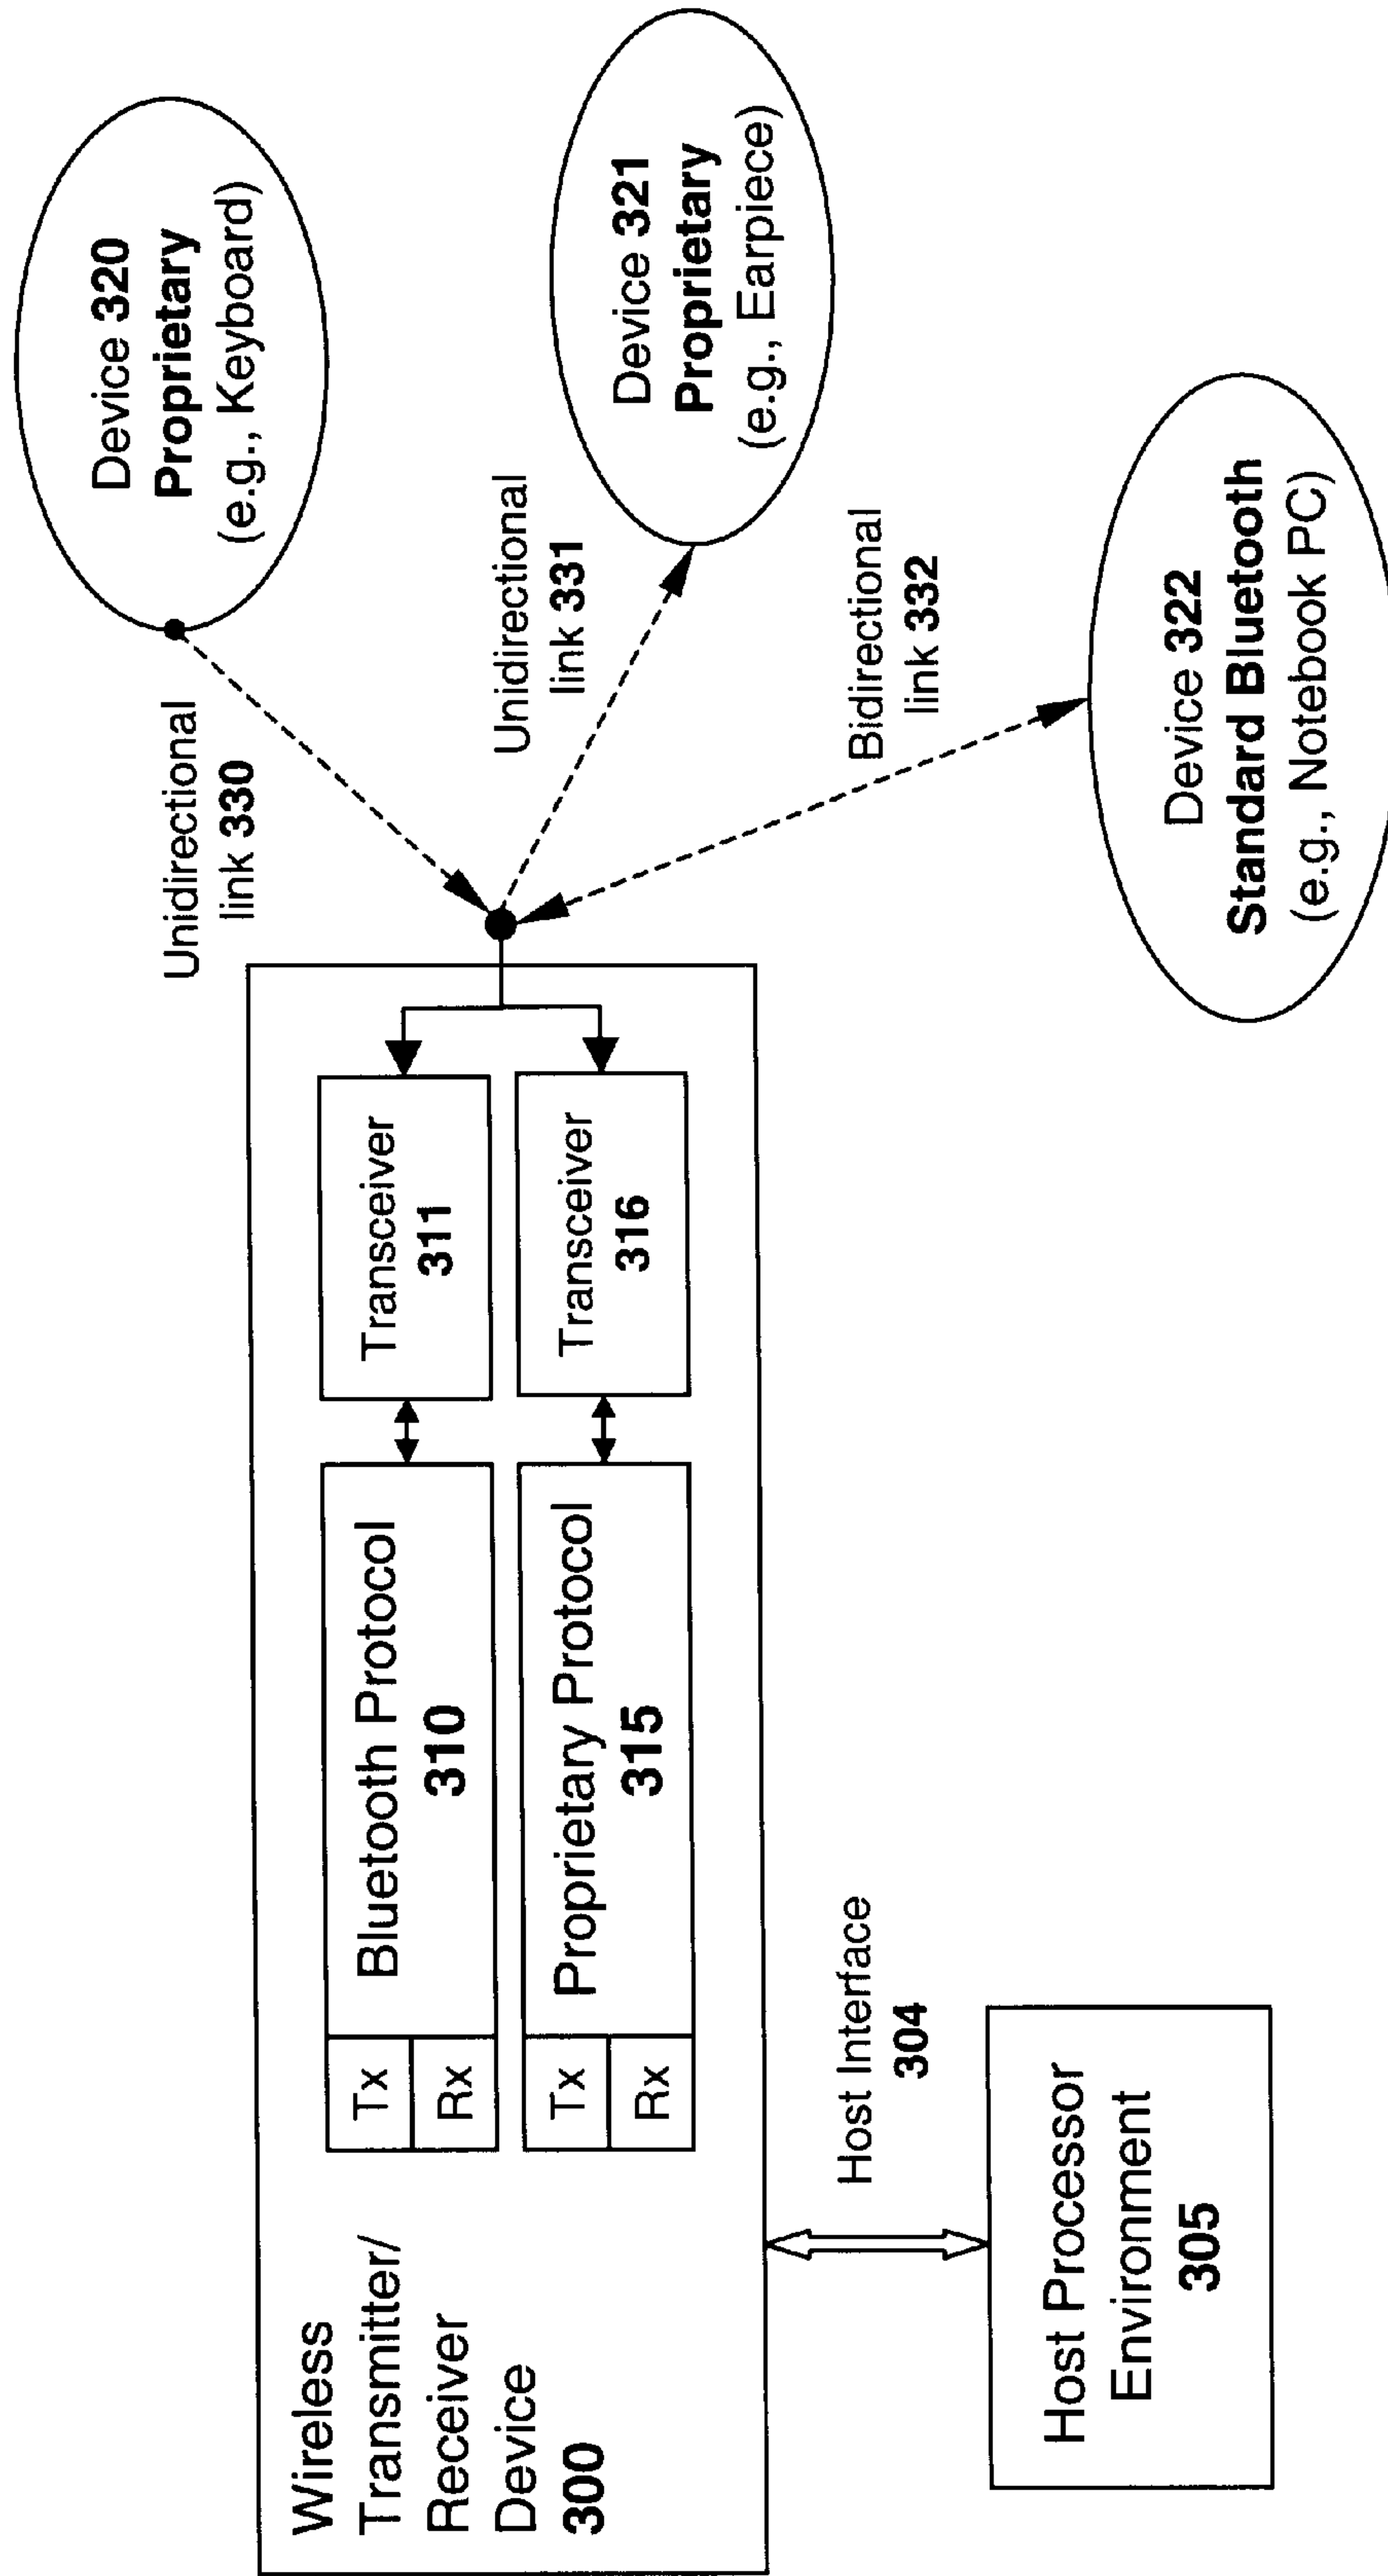 Wireless
Transmitter/
Receiver
Device
300
Tx
Rx
Bluetooth Protocol
310
Tx
Rx
Proprietary Protocol
315
Transceiver
311
Transceiver
316
Host Interface
304
Host Processor
Environment
305
Unidirectional
link 330
Unidirectional
link 331
Bidirectional
link 332
Device 320
Proprietary
(e.g., Keyboard)
Device 321
Proprietary
(e.g., Earpiece)
Device 322
Standard Bluetooth
(e.g., Notebook PC)